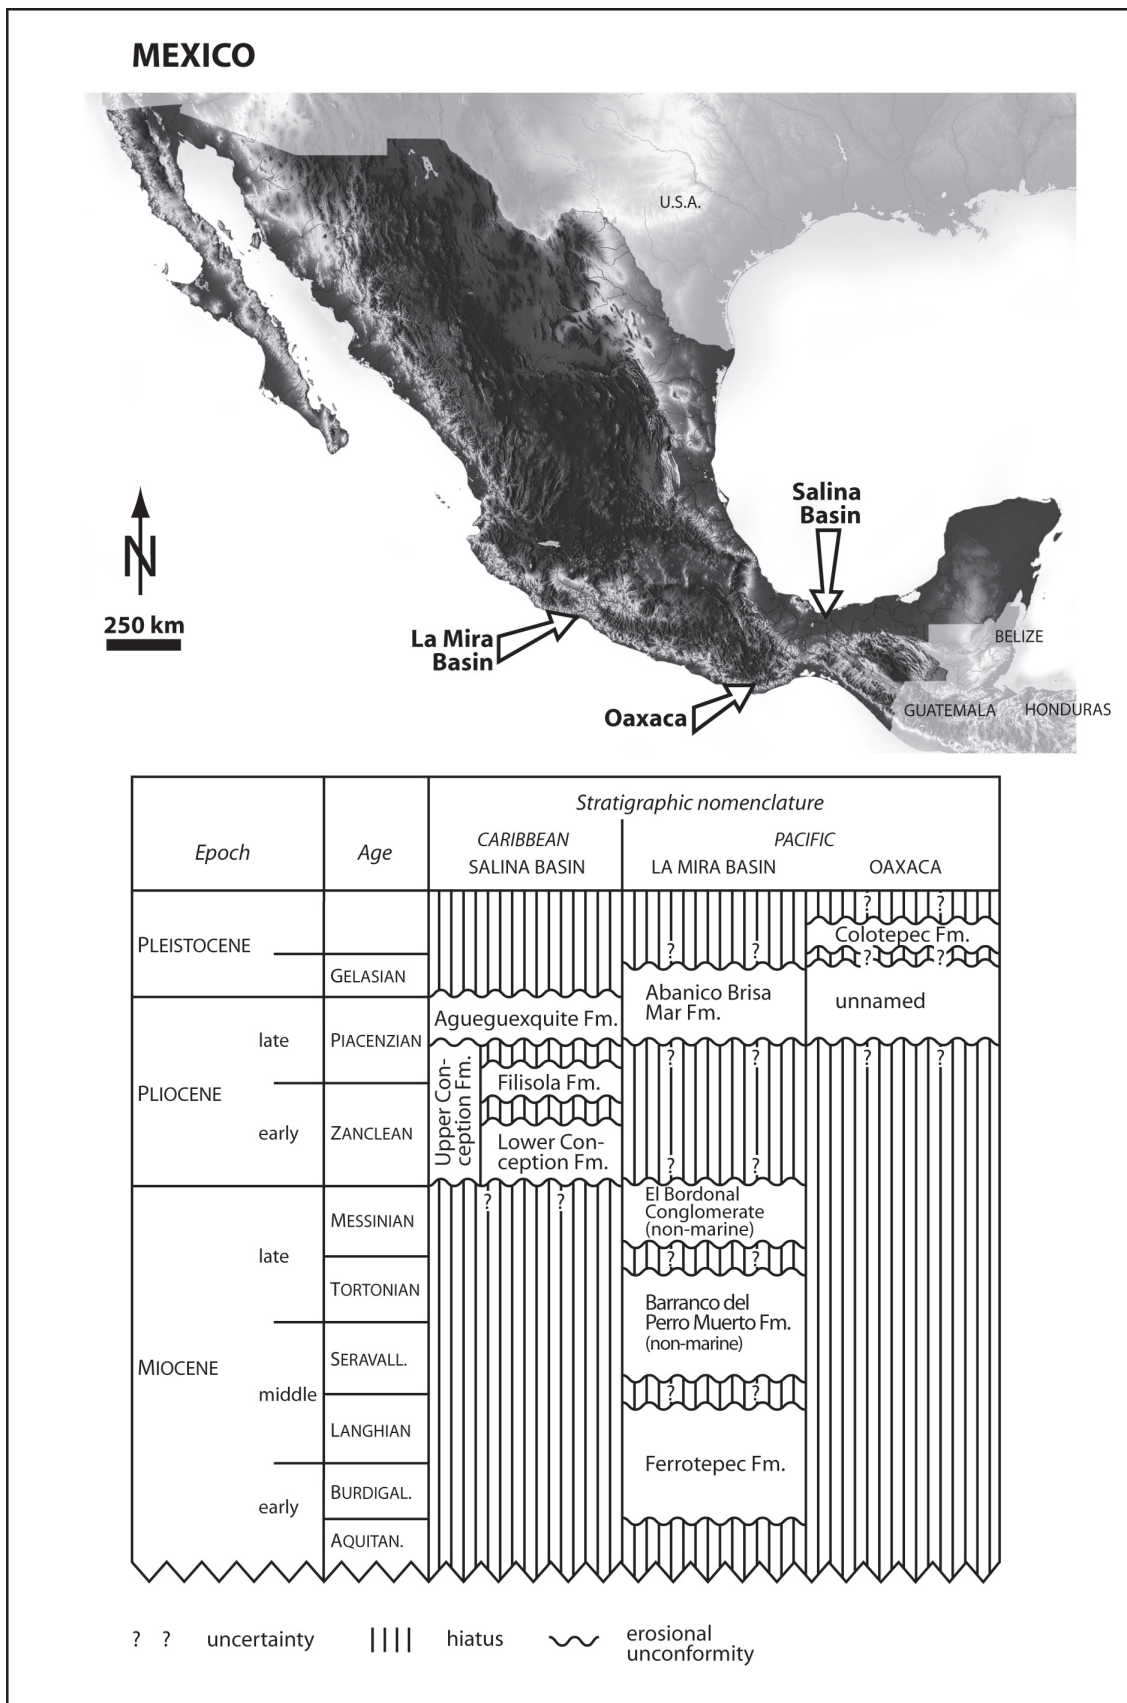 MEXICO
U.S.A.
Salina
Basin
N
250 km
La Mira
Basin
BELIZE
Oaxaca
GUATEMALA
HONDURAS
Stratigraphic nomenclature
Epoch
Age
CARIBBEAN
PACIFIC
SALINA BASIN
LA MIRA BASIN
OAXACA
? ?
PLEISTOCENE
Colotepec Fm.
? ?
? ?
GELASIAN
Abanico Brisa
Mar Fm.
unnamed
Agueguexquite Fm.
late
PIACENZIAN
? ?
? ?
PLIOCENE
Upper Con-
ception Fm.
Filisola Fm.
early
ZANCLEAN
Lower Con-
ception Fm.
? ?
? ?
El Bordonal
Conglomerate
(non-marine)
MESSINIAN
late
? ?
TORTONIAN
Barranco del
Perro Muerto Fm.
(non-marine)
MIOCENE
SERAVALL.
middle
? ?
LANGHIAN
Ferrotepec Fm.
early
BURDIGAL.
AQUITAN.
? ? uncertainty
hiatus
erosional
unconformity